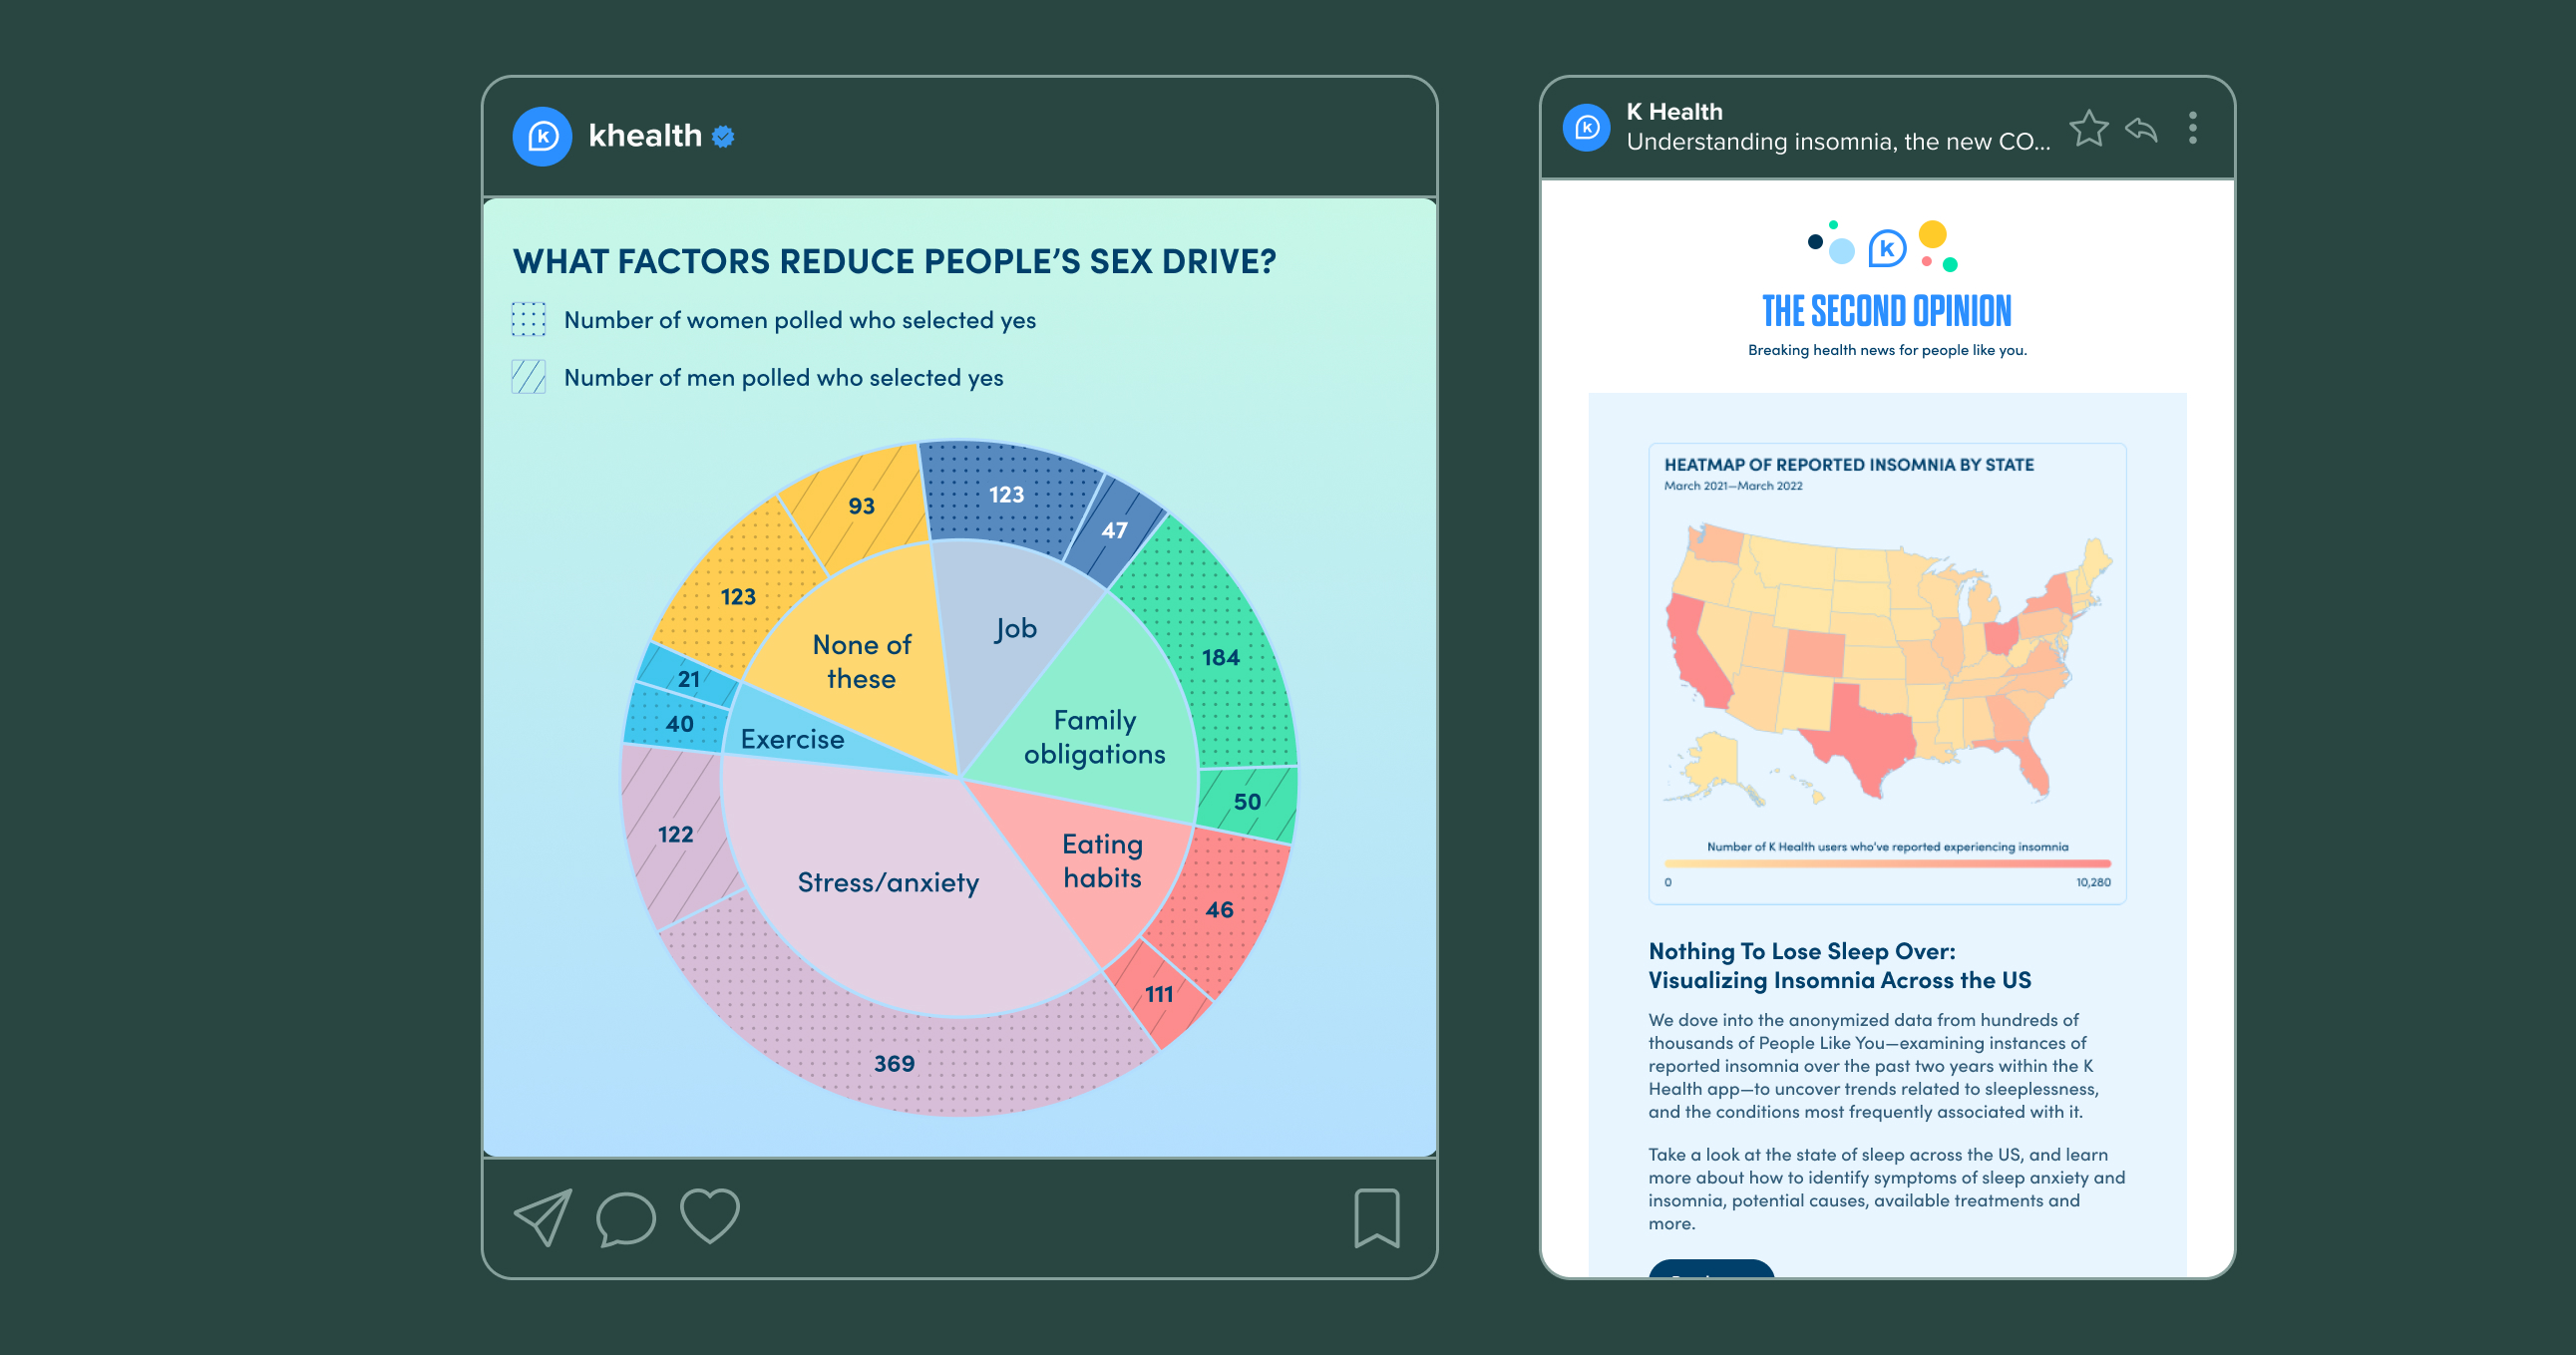 khealth
WHAT FACTORS REDUCE PEOPLE'S SEX DRIVE?
Number of women polled who selected yes
Number of men polled who selected yes
93
123
47
123
184
None of
these
Job
21
40
Exercise
Family
obligations
50
122
Eating
habits
Stress/anxiety
46
111
369
K Health
Understanding insomnia, the new CO...
k
THE SECOND OPINION
Breaking health news for people like you.
HEATMAP OF REPORTED INSOMNIA BY STATE
March 2021—March 2022
Number of K Health users who've reported experiencing insomnia
0
10,280
Nothing To Lose Sleep Over:
Visualizing Insomnia Across the US
We dove into the anonymized data from hundreds of
thousands of People Like You—examining instances of
reported insomnia over the past two years within the K
Health app—to uncover trends related to sleeplessness,
and the conditions most frequently associated with it.
Take a look at the state of sleep across the US, and learn
more about how to identify symptoms of sleep anxiety and
insomnia, potential causes, available treatments and
more.